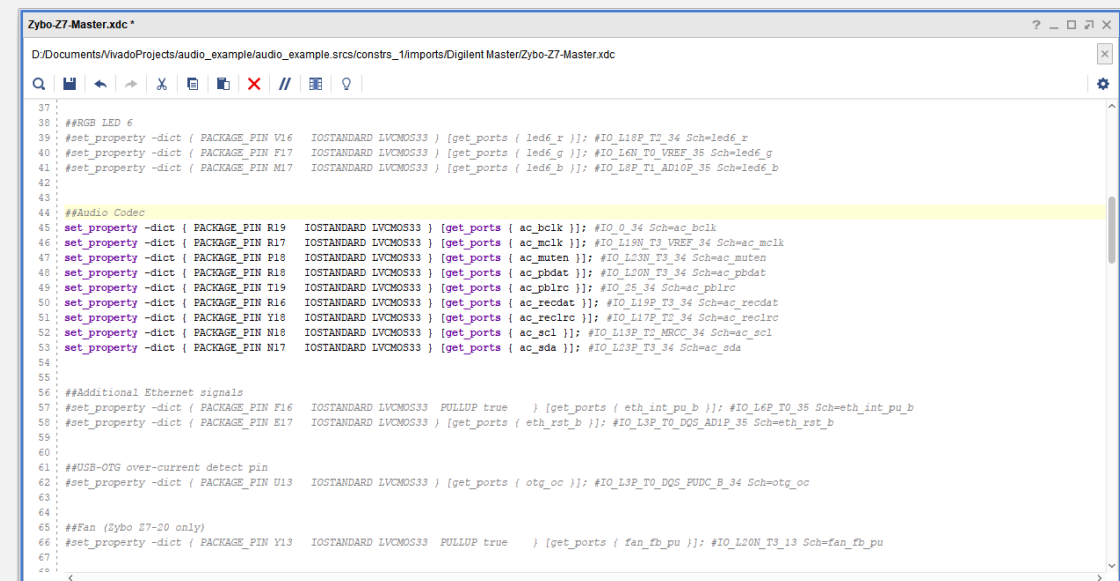 Zybo-Z7-Master.xdc *
D:/Documents/VivadoProjects/audio_example/audio_example.srcs/constrs_1/imports/Digilent Master/Zybo-Z7-Master.xdc
37
38 ##RGB LED 6
39 #set_property -dict { PACKAGE_PIN V16 IOSTANDARD LVCMOS33 } [get_ports { led6_r }]; #IO_L18P_T2_34 Sch=led6_r
40 #set_property -dict { PACKAGE_PIN F17 IOSTANDARD LVCMOS33 } [get_ports { led6_g }]; #IO_L6N_T0_VREF_35 Sch=led6_g
41 #set_property -dict { PACKAGE_PIN M17 IOSTANDARD LVCMOS33 } [get_ports { led6_b }]; #IO_L8P_T1_AD10P_35 Sch=led6_b
42
43
44 ##Audio Codec
45 set_property -dict { PACKAGE_PIN R19 IOSTANDARD LVCMOS33 } [get_ports { ac_bclk }]; #IO_0_34 Sch=ac_bclk
46 set_property -dict { PACKAGE_PIN R17 IOSTANDARD LVCMOS33 } [get_ports { ac_mclk }]; #IO_L19N_T3_VREF_34 Sch=ac_mclk
47 set_property -dict { PACKAGE_PIN P18 IOSTANDARD LVCMOS33 } [get_ports { ac_muten }]; #IO_L23N_T3_34 Sch=ac_muten
48 set_property -dict { PACKAGE_PIN R18 IOSTANDARD LVCMOS33 } [get_ports { ac_pbdat }]; #IO_L20N_T3_34 Sch=ac_pbdat
49 set_property -dict { PACKAGE_PIN T19 IOSTANDARD LVCMOS33 } [get_ports { ac_pblrc }]; #IO_25_34 Sch=ac_pblrc
50 set_property -dict { PACKAGE_PIN R16 IOSTANDARD LVCMOS33 } [get_ports { ac_recdat }]; #IO_L19P_T3_34 Sch=ac_recdat
51 set_property -dict { PACKAGE_PIN Y18 IOSTANDARD LVCMOS33 } [get_ports { ac_reclrc }]; #IO_L17P_T2_34 Sch=ac_reclrc
52 set_property -dict { PACKAGE_PIN N18 IOSTANDARD LVCMOS33 } [get_ports { ac_scl }]; #IO_L13P_T2_MRCC_34 Sch=ac_scl
53 set_property -dict { PACKAGE_PIN N17 IOSTANDARD LVCMOS33 } [get_ports { ac_sda }]; #IO_L23P_T3_34 Sch=ac_sda
54
55
56 ##Additional Ethernet signals
57 #set_property -dict { PACKAGE_PIN F16 IOSTANDARD LVCMOS33 PULLUP true } [get_ports { eth_int_pu_b }]; #IO_L6P_T0_35 Sch=eth_int_pu_b
58 #set_property -dict { PACKAGE_PIN E17 IOSTANDARD LVCMOS33 } [get_ports { eth_rst_b }]; #IO_L3P_T0_DQS_AD1P_35 Sch=eth_rst_b
59
60
61 ##USB-OTG over-current detect pin
62 #set_property -dict { PACKAGE_PIN U13 IOSTANDARD LVCMOS33 } [get_ports { otg_oc }]; #IO_L3P_T0_DQS_PUDC_B_34 Sch=otg_oc
63
64
65 ##Fan (Zybo Z7-20 only)
66 #set_property -dict { PACKAGE_PIN Y13 IOSTANDARD LVCMOS33 PULLUP true } [get_ports { fan_fb_pu }]; #IO_L20N_T3_13 Sch=fan_fb_pu
67
68